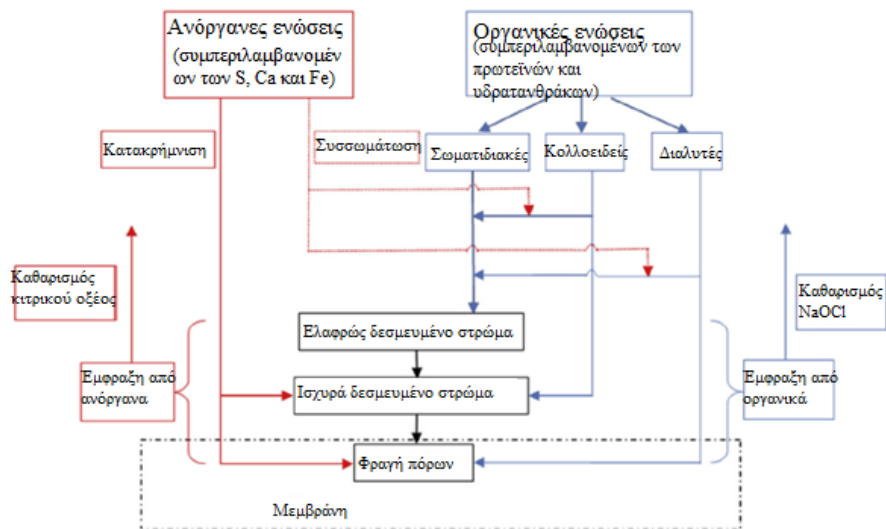 Ανόργανες ενώσεις
(συμπεριλαμβανομέν
ων των S, Ca και Fe)
Οργανικές ενώσεις
(συμπεριλαμβανομένων των
πρωτεϊνών και
υδρατανθράκων)
Κατακρήμνιση
Συσσωμάτωση
Σωματιδιακές
Κολλοειδείς
Διαλυτές
Καθαρισμός
κιτρικού οξέος
Καθαρισμός
NaOCl
Ελαφρώς δεσμευμένο στρώμα
Έμφραξη από
ανόργανα
Ισχυρά δεσμευμένο στρώμα
Έμφραξη από
οργανικά
Φραγή πόρων
Μεμβράνη